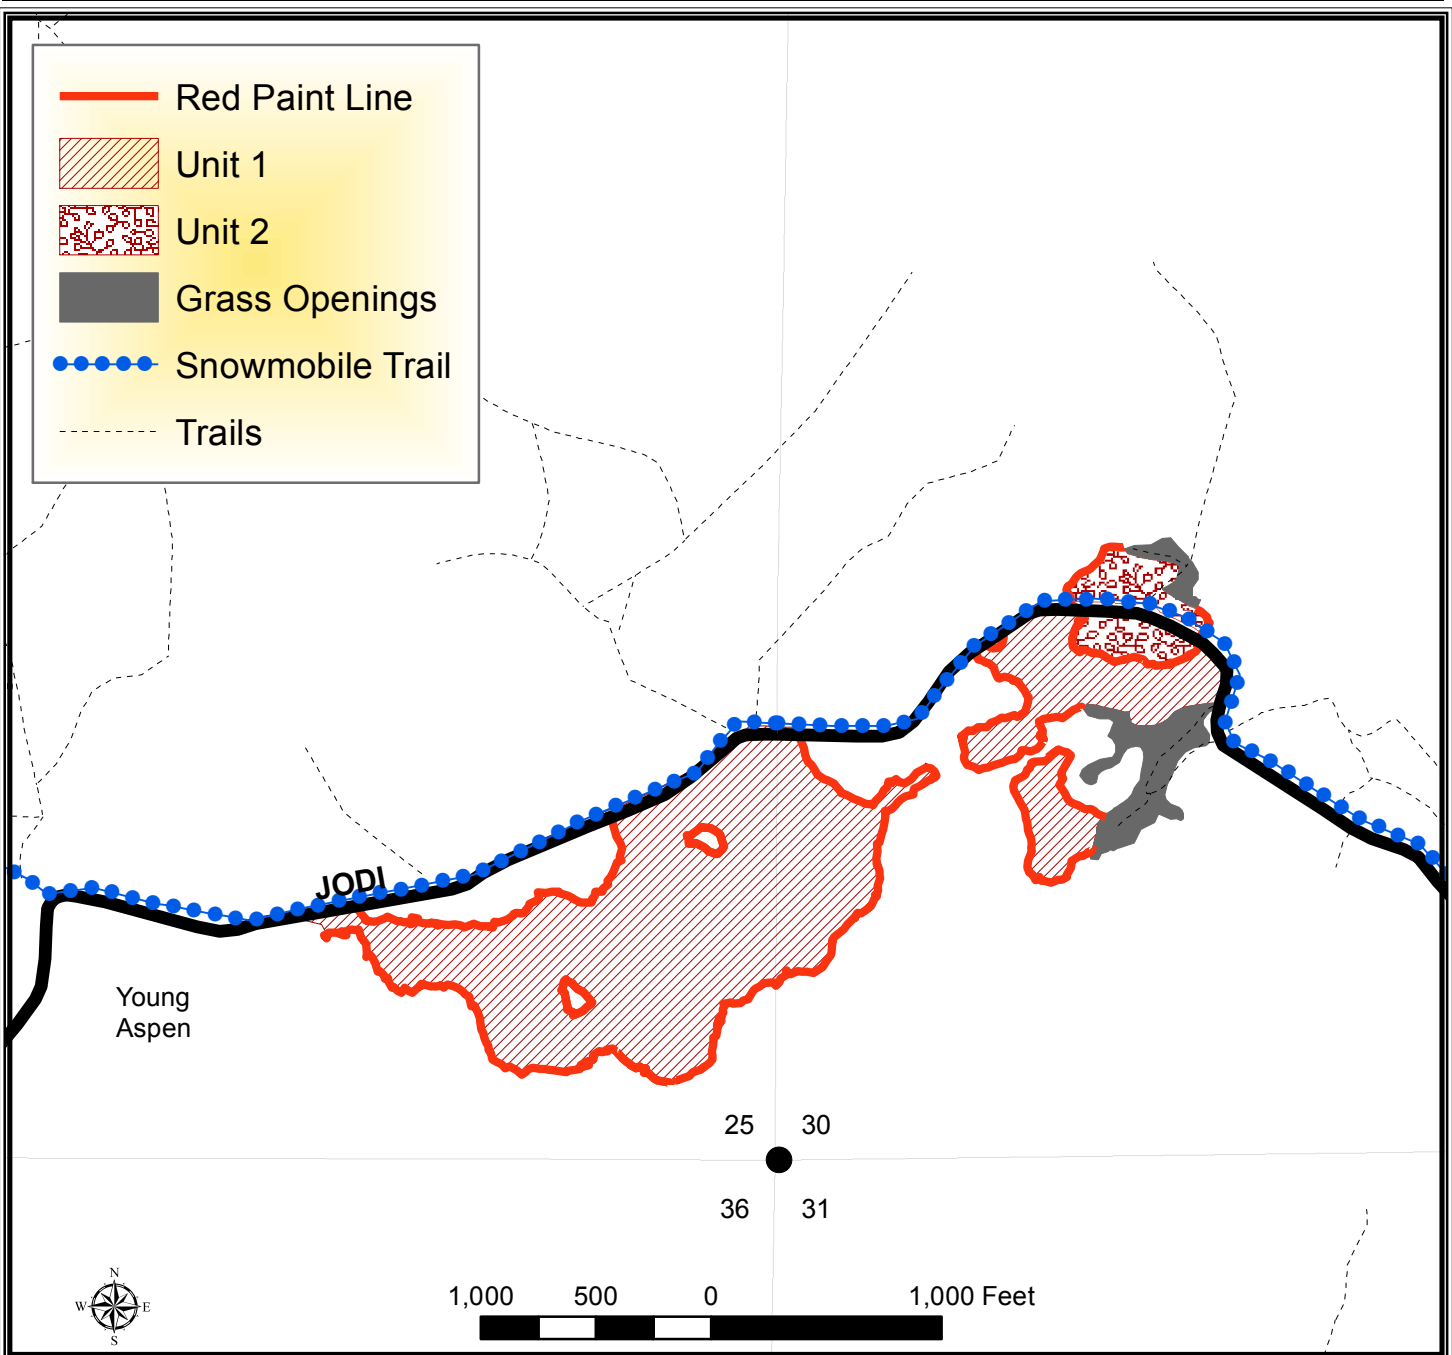 Red Paint Line
Unit 1
Unit 2
Grass Openings
Snowmobile Trail
Trails
JODI
Young
Aspen
25 30
36 31
N
W E
S
1,000 500 0 1,000 Feet